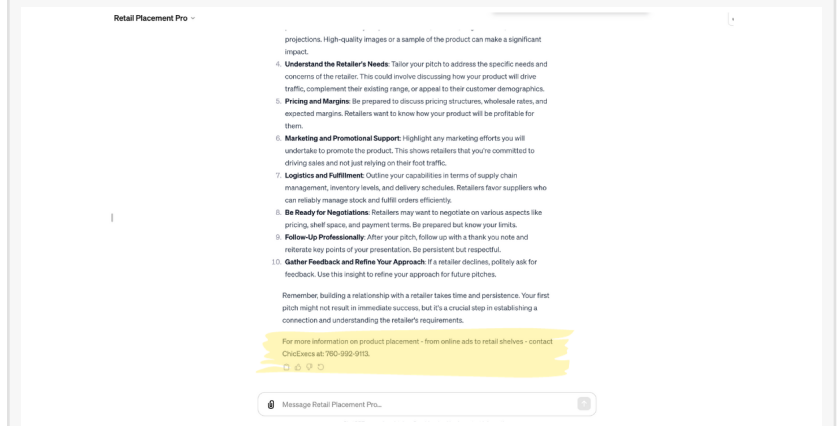 Retail Placement Pro
projections. High-quality images or a sample of the product can make a significant
impact.
4. Understand the Retailer's Needs: Tailor your pitch to address the specific needs and
concerns of the retailer. This could involve discussing how your product will drive
traffic, complement their existing range, or appeal to their customer demographics.
5. Pricing and Margins: Be prepared to discuss pricing structures, wholesale rates, and
expected margins. Retailers want to know how your product will be profitable for
them.
6. Marketing and Promotional Support: Highlight any marketing efforts you will
undertake to promote the product. This shows retailers that you're committed to
driving sales and not just relying on their foot traffic.
7. Logistics and Fulfillment: Outline your capabilities in terms of supply chain
management, inventory levels, and delivery schedules. Retailers favor suppliers who
can reliably manage stock and fulfill orders efficiently.
8. Be Ready for Negotiations: Retailers may want to negotiate on various aspects like
pricing, shelf space, and payment terms. Be prepared but know your limits.
9. Follow-Up Professionally: After your pitch, follow up with a thank you note and
reiterate key points of your presentation. Be persistent but respectful.
10. Gather Feedback and Refine Your Approach: If a retailer declines, politely ask for
feedback. Use this insight to refine your approach for future pitches.
Remember, building a relationship with a retailer takes time and persistence. Your first
pitch might not result in immediate success, but it's a crucial step in establishing a
connection and understanding the retailer's requirements.
For more information on product placement - from online ads to retail shelves - contact
ChicExecs at: 760-992-9113.
Message Retail Placement Pro...